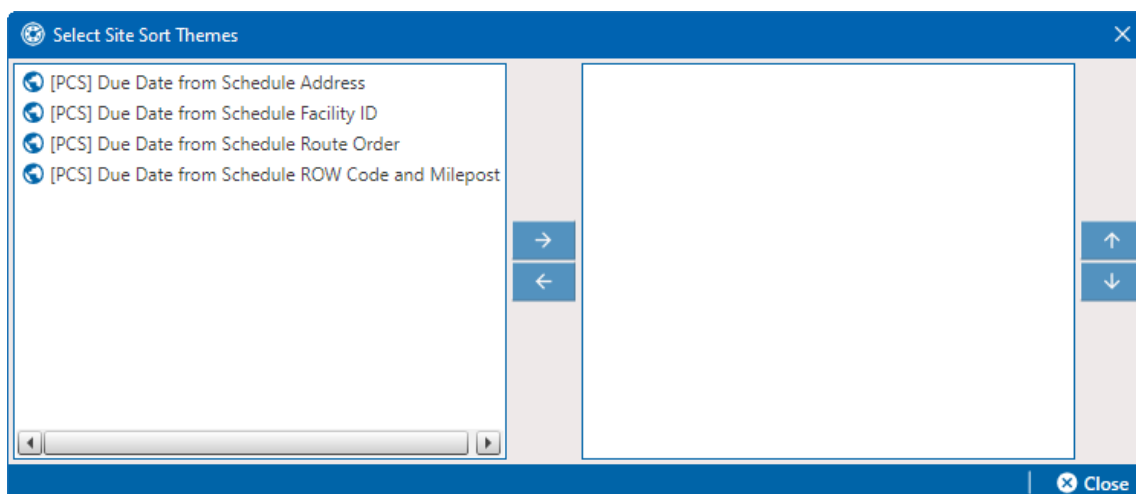 Select Site Sort Themes
[PCS] Due Date from Schedule Address
[PCS] Due Date from Schedule Facility ID
[PCS] Due Date from Schedule Route Order
[PCS] Due Date from Schedule ROW Code and Milepost
Close